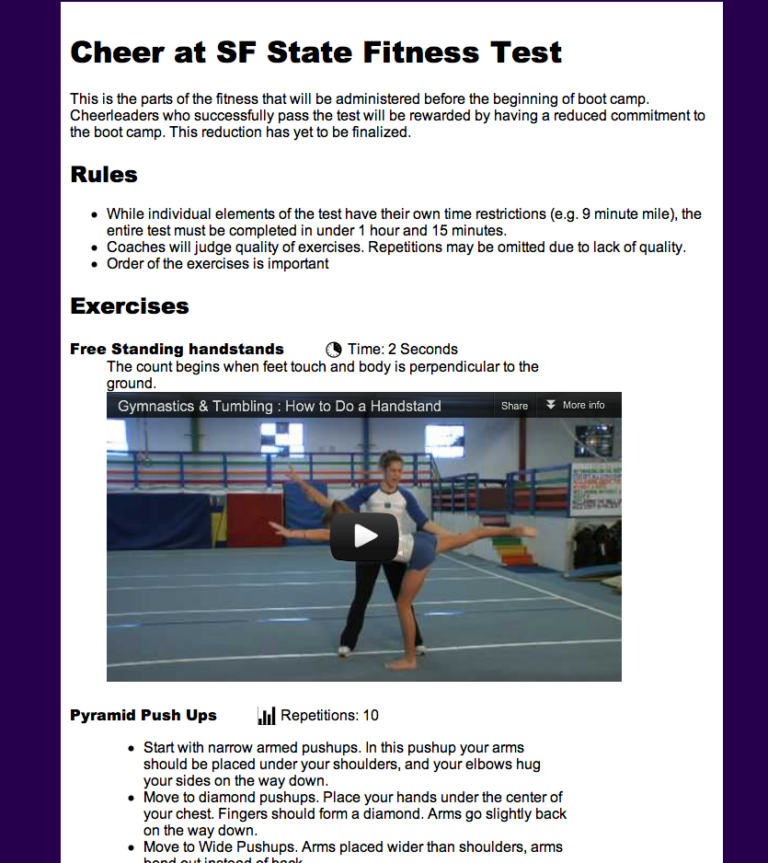 Cheer at SF State Fitness Test
This is the parts of the fitness that will be administered before the beginning of boot camp.
Cheerleaders who successfully pass the test will be rewarded by having a reduced commitment to
the boot camp. This reduction has yet to be finalized.
Rules
• While individual elements of the test have their own time restrictions (e.g. 9 minute mile), the
entire test must be completed in under 1 hour and 15 minutes.
• Coaches will judge quality of exercises. Repetitions may be omitted due to lack of quality.
• Order of the exercises is important
Exercises
Free Standing handstands Time: 2 Seconds
The count begins when feet touch and body is perpendicular to the
ground.
Gymnastics & Tumbling : How to Do a Handstand Share More info
Pyramid Push Ups Repetitions: 10
• Start with narrow armed pushups. In this pushup your arms
should be placed under your shoulders, and your elbows hug
your sides on the way down.
• Move to diamond pushups. Place your hands under the center of
your chest. Fingers should form a diamond. Arms go slightly back
on the way down.
• Move to Wide Pushups. Arms placed wider than shoulders, arms
bend out instead of back